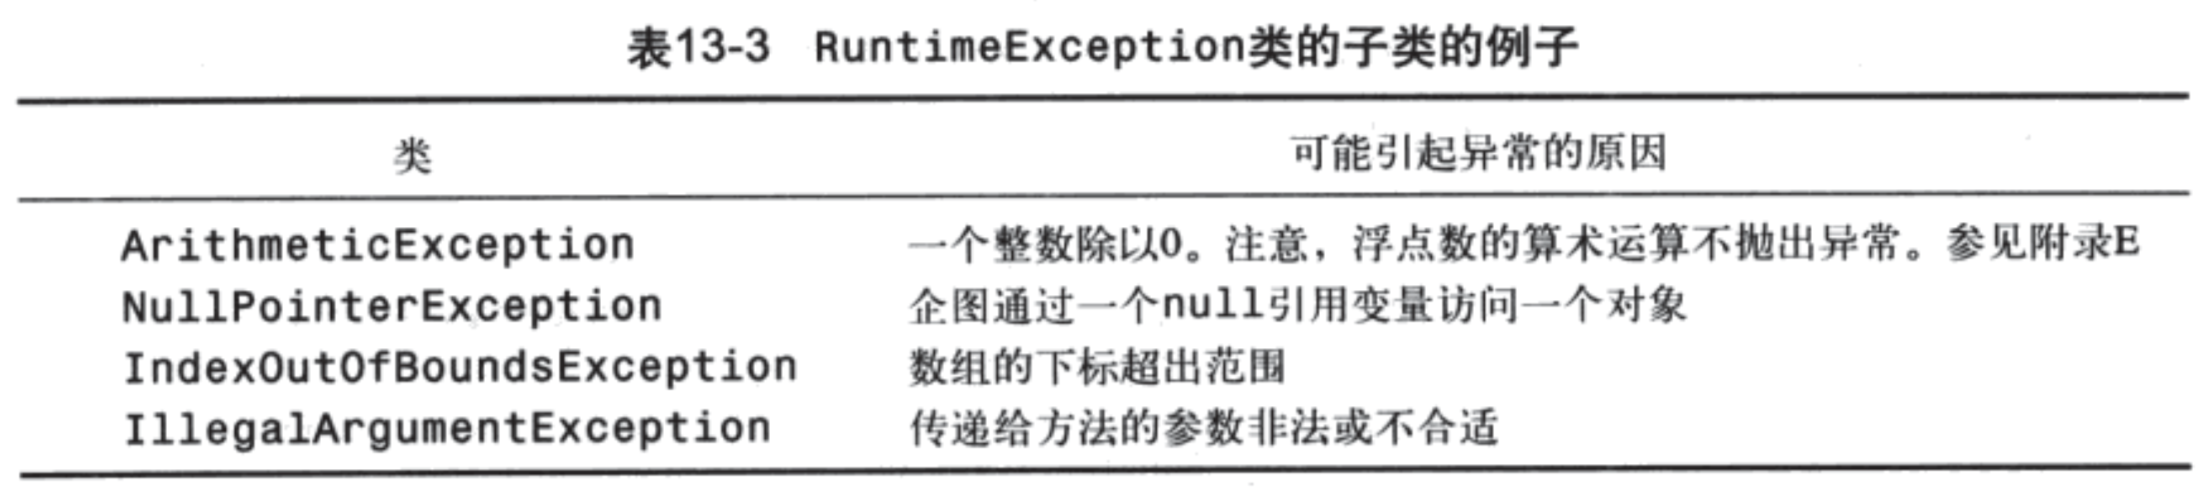 表13-3 RuntimeException类的子类的例子
类 可能引起异常的原因
ArithmeticException 一个整数除以0。注意，浮点数的算术运算不抛出异常。参见附录E
NullPointerException 企图通过一个null引用变量访问一个对象
IndexOutOfBoundsException 数组的下标超出范围
IllegalArgumentException 传递给方法的参数非法或不合适